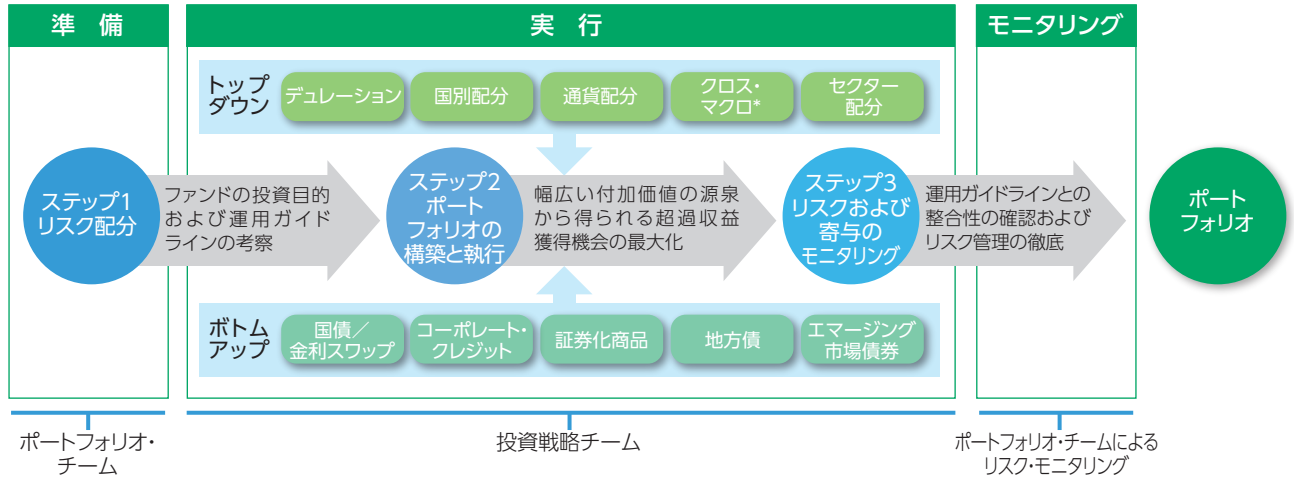 準 備
実 行
モニタリング
トップ
ダウン
デュレーション
国別配分
通貨配分
クロス・
マクロ*
セクター
配分
ステップ1
リスク配分
ファンドの投資目的
および運用ガイド
ラインの考察
ステップ2
ポート
フォリオの
構築と執行
幅広い付加価値の源泉
から得られる超過収益
獲得機会の最大化
ステップ3
リスクおよび
寄与の
モニタリング
運用ガイドラインとの
整合性の確認および
リスク管理の徹底
ポート
フォリオ
ボトム
アップ
国債／
金利スワップ
コーポレート・
クレジット
証券化商品
地方債
エマージング
市場債券
ポートフォリオ・
チーム
投資戦略チーム
ポートフォリオ・チームによる
リスク・モニタリング